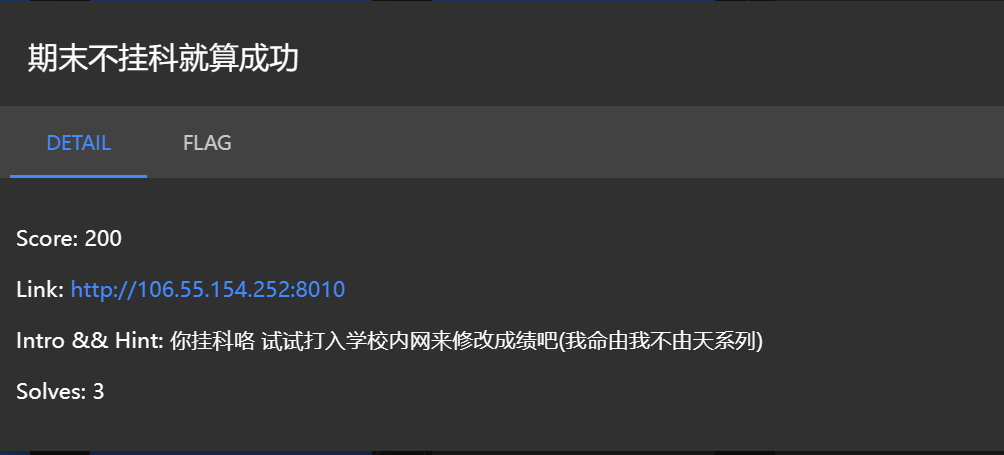 期末不挂科就算成功
DETAIL FLAG
Score: 200
Link: http://106.55.154.252:8010
Intro && Hint: 你挂科咯 试试打入学校内网来修改成绩吧(我命由我不由天系列)
Solves: 3